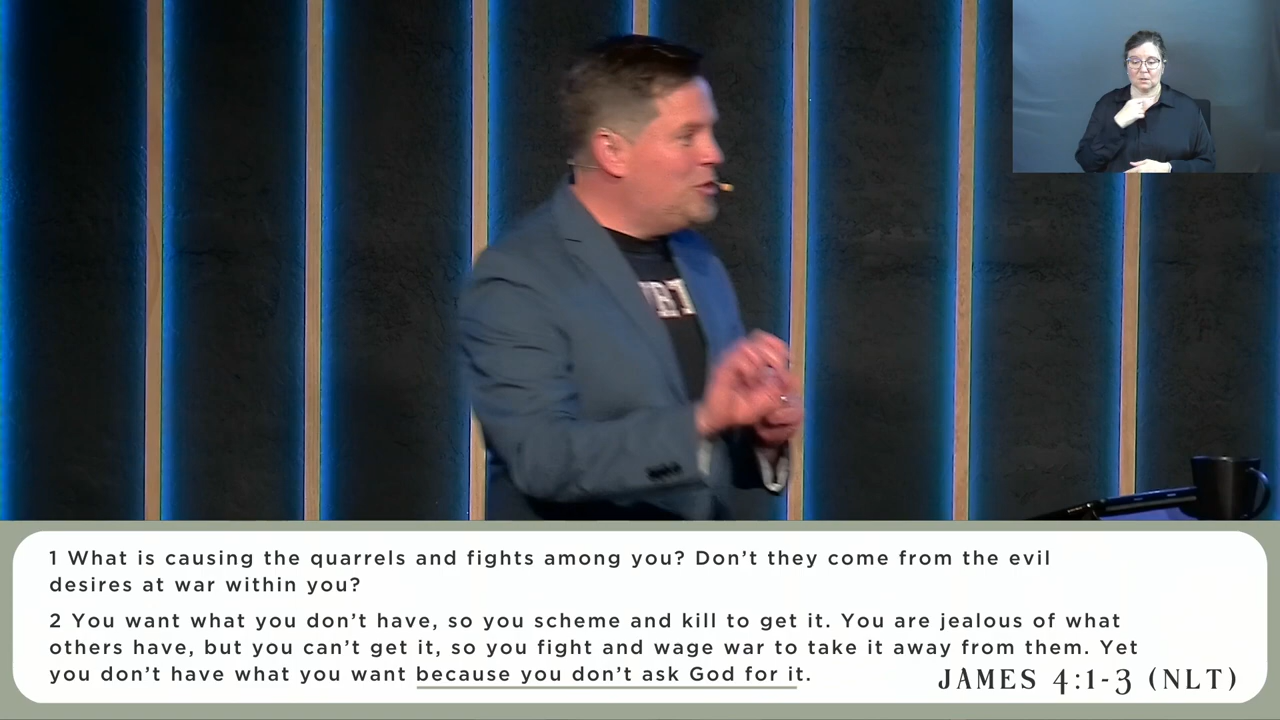 1 What is causing the quarrels and fights among you? Don’t they come from the evil
desires at war within you?
2 You want what you don’t have, so you scheme and kill to get it. You are jealous of what
others have, but you can’t get it, so you fight and wage war to take it away from them. Yet
you don’t have what you want because you don’t ask God for it.
JAMES 4:1-3 (NLT)